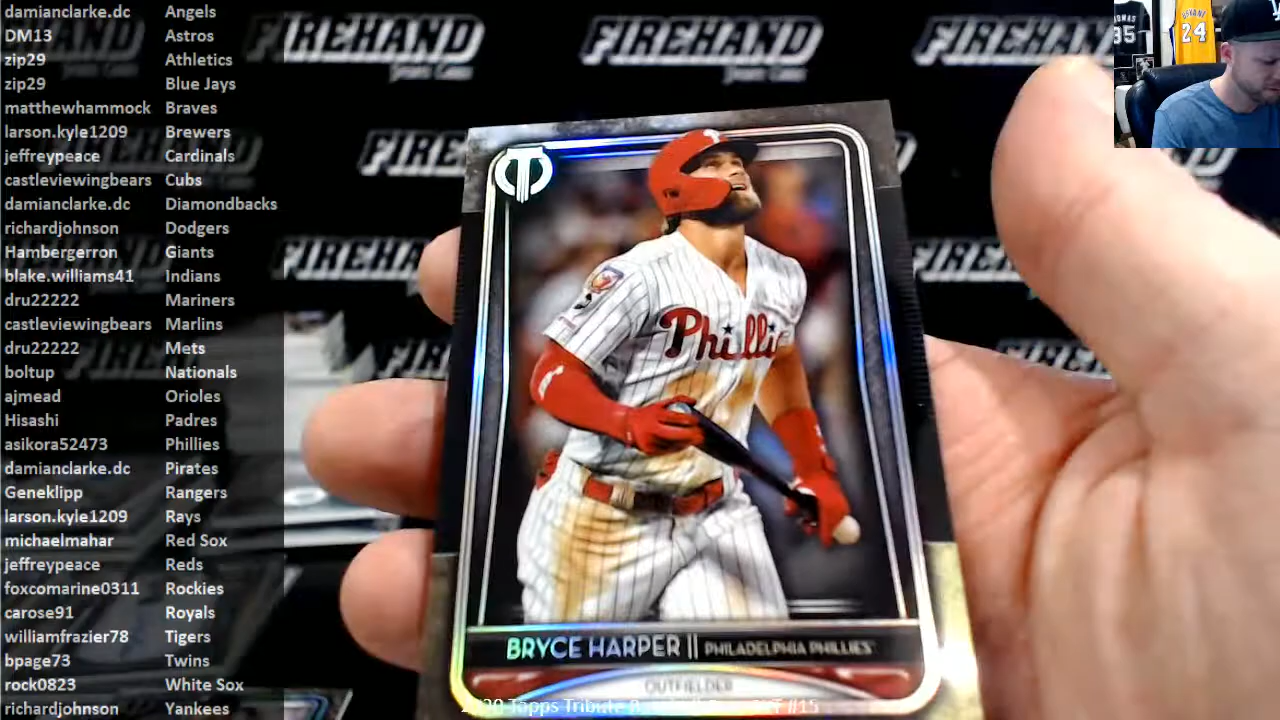 damianclarke.dc Angels
DM13 Astros
zip29 Athletics
zip29 Blue Jays
matthewhammock Braves
larson.kyle1209 Brewers
jeffreypeace Cardinals
castleviewingbears Cubs
damianclarke.dc Diamondbacks
richardjohnson Dodgers
Hambergerron Giants
blake.williams41 Indians
dru22222 Mariners
castleviewingbears Marlins
dru22222 Mets
boltup Nationals
ajmead Orioles
Hisashi Padres
asikora52473 Phillies
damianclarke.dc Pirates
Geneklipp Rangers
larson.kyle1209 Rays
michaelmahar Red Sox
jeffreypeace Reds
foxcomarine0311 Rockies
carose91 Royals
williamfrazier78 Tigers
bpage73 Twins
rock0823 White Sox
richardjohnson Yankees
FIREHAND FIREHAND FIREHAND
FIREHAND
FIREHAND FIREHAND
24
Phillie
BRYCE HARPER || PHILADELPHIA PHILLIES
OUTFIELDER
Topps Tribute #15